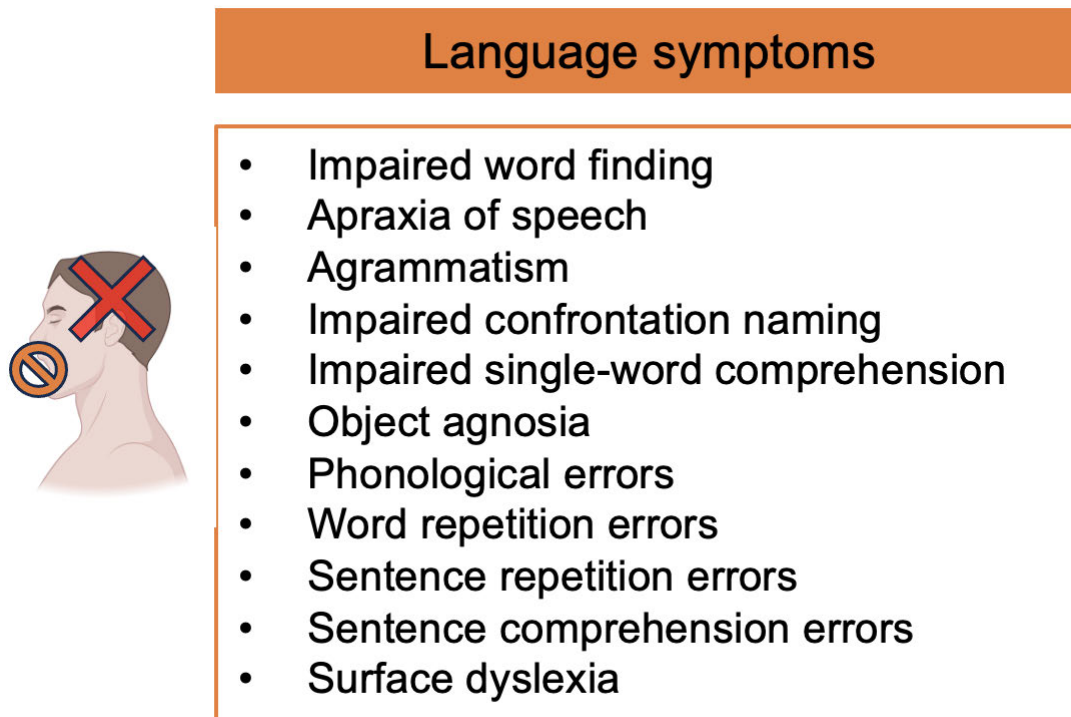 Language symptoms
• Impaired word finding
• Apraxia of speech
• Agrammatism
• Impaired confrontation naming
• Impaired single-word comprehension
• Object agnosia
• Phonological errors
• Word repetition errors
• Sentence repetition errors
• Sentence comprehension errors
• Surface dyslexia